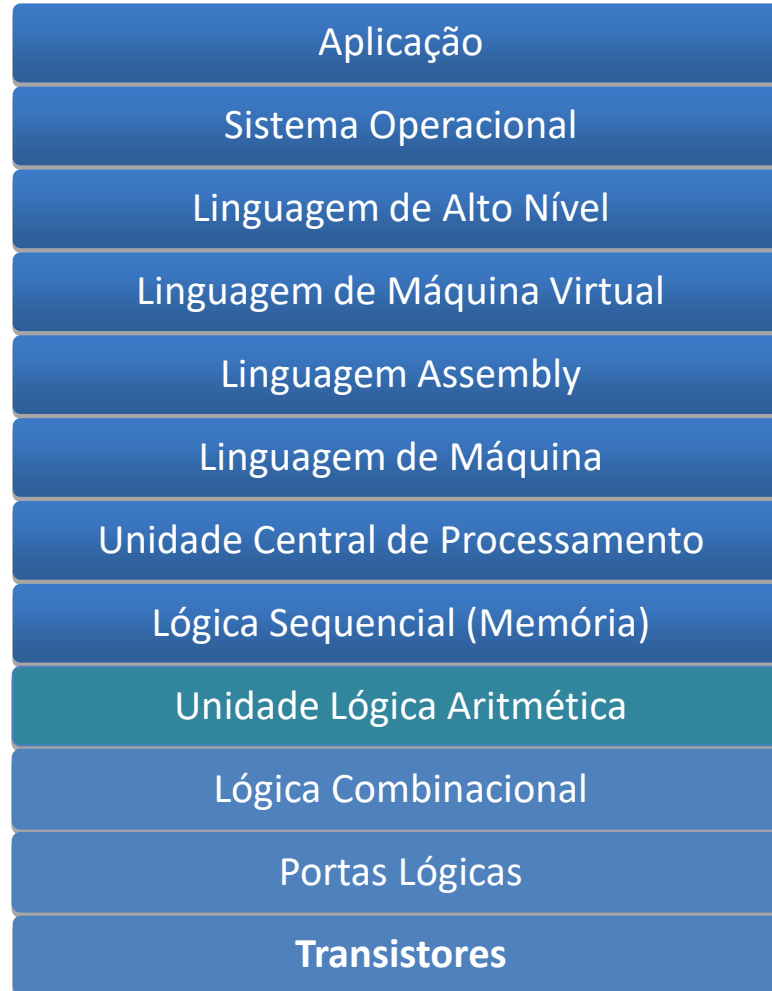 Aplicação
Sistema Operacional
Linguagem de Alto Nível
Linguagem de Máquina Virtual
Linguagem Assembly
Linguagem de Máquina
Unidade Central de Processamento
Lógica Sequencial (Memória)
Unidade Lógica Aritmética
Lógica Combinacional
Portas Lógicas
Transistores